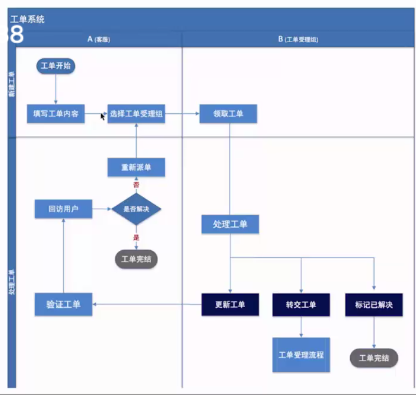 工单系统
88
A (客服)
B (工单受理组)
新建工单
工单开始
填写工单内容
选择工单受理组
领取工单
重新派单
否
回访用户
是否解决
处理工单
是
工单完结
处理工单
验证工单
更新工单
转交工单
标记已解决
工单受理流程
工单完结